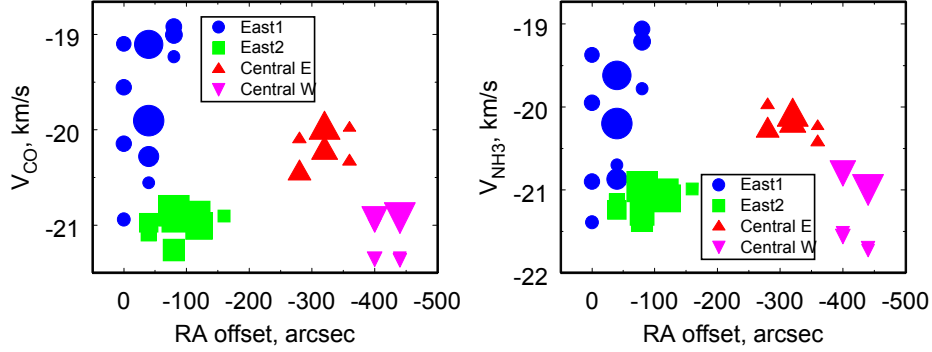 V_CO, km/s
-19
-20
-21
East1
East2
Central E
Central W
0 -100 -200 -300 -400 -500
RA offset, arcsec
V_NH3, km/s
-19
-20
-21
-22
East1
East2
Central E
Central W
0 -100 -200 -300 -400 -500
RA offset, arcsec